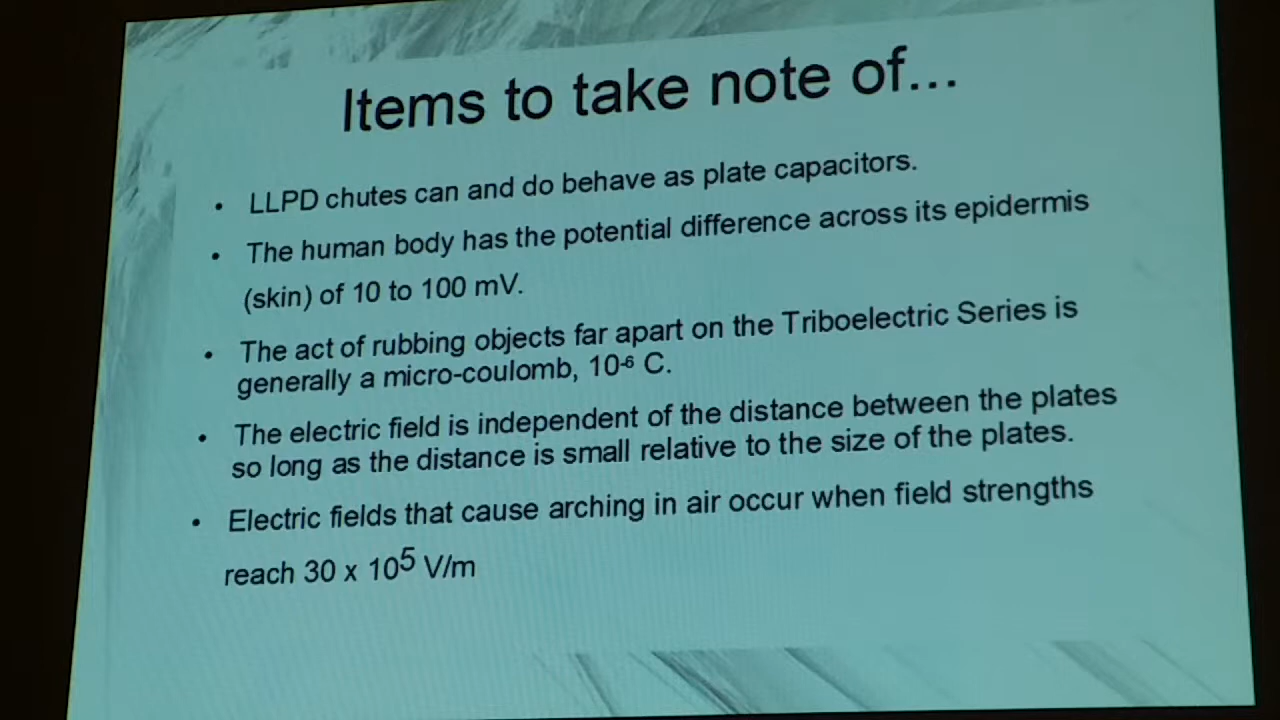 Items to take note of...
• LLPD chutes can and do behave as plate capacitors.
• The human body has the potential difference across its epidermis
(skin) of 10 to 100 mV.
• The act of rubbing objects far apart on the Triboelectric Series is
generally a micro-coulomb, 10⁻⁶ C.
• The electric field is independent of the distance between the plates
so long as the distance is small relative to the size of the plates.
• Electric fields that cause arching in air occur when field strengths
reach 30 x 10⁵ V/m